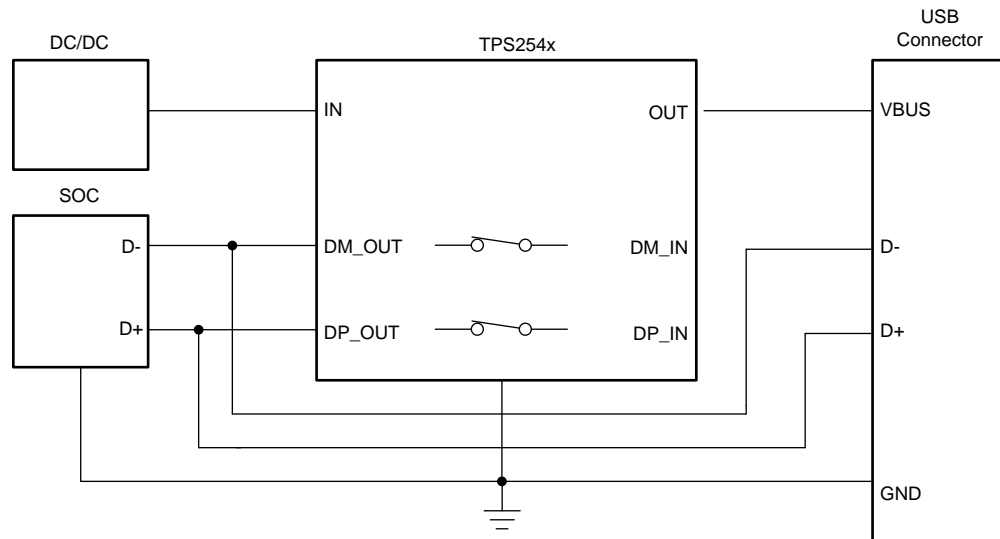 USB
Connector
DC/DC
TPS254x
IN
OUT
VBUS
SOC
D-
DM_OUT
DM_IN
D-
D+
DP_OUT
DP_IN
D+
GND